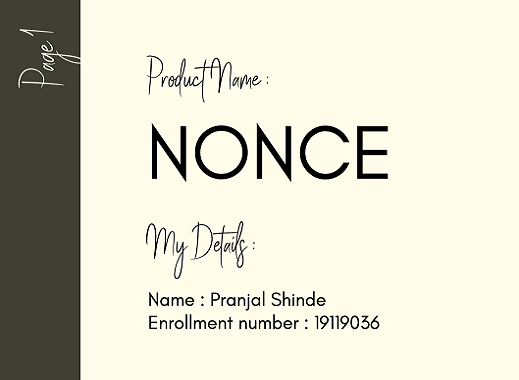 Page 1
Product Name :
NONCE
My Details :
Name : Pranjal Shinde
Enrollment number : 19119036